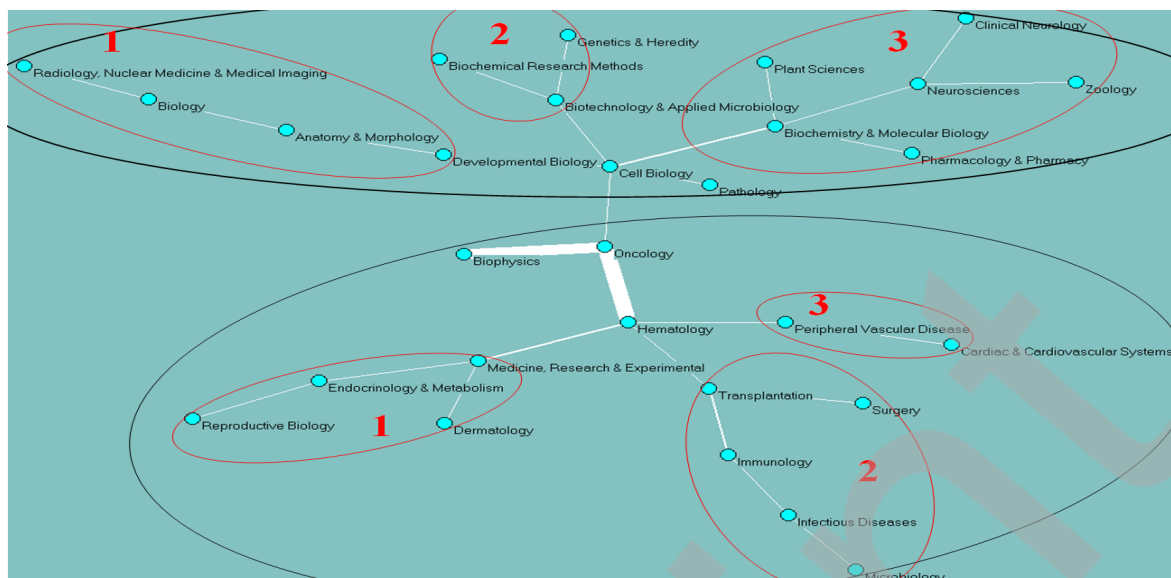 Clinical Neurology
1
2
3
Genetics & Heredity
Radiology, Nuclear Medicine & Medical Imaging
Biochemical Research Methods
Plant Sciences
Neurosciences
Zoology
Biology
Biotechnology & Applied Microbiology
Anatomy & Morphology
Biochemistry & Molecular Biology
Developmental Biology
Cell Biology
Pharmacology & Pharmacy
Pathology
Biophysics
Oncology
3
Hematology
Peripheral Vascular Disease
Cardiac & Cardiovascular Systems
Medicine, Research & Experimental
Endocrinology & Metabolism
Transplantation
Surgery
Reproductive Biology
1
Dermatology
Immunology
2
Infectious Diseases
Microbiology